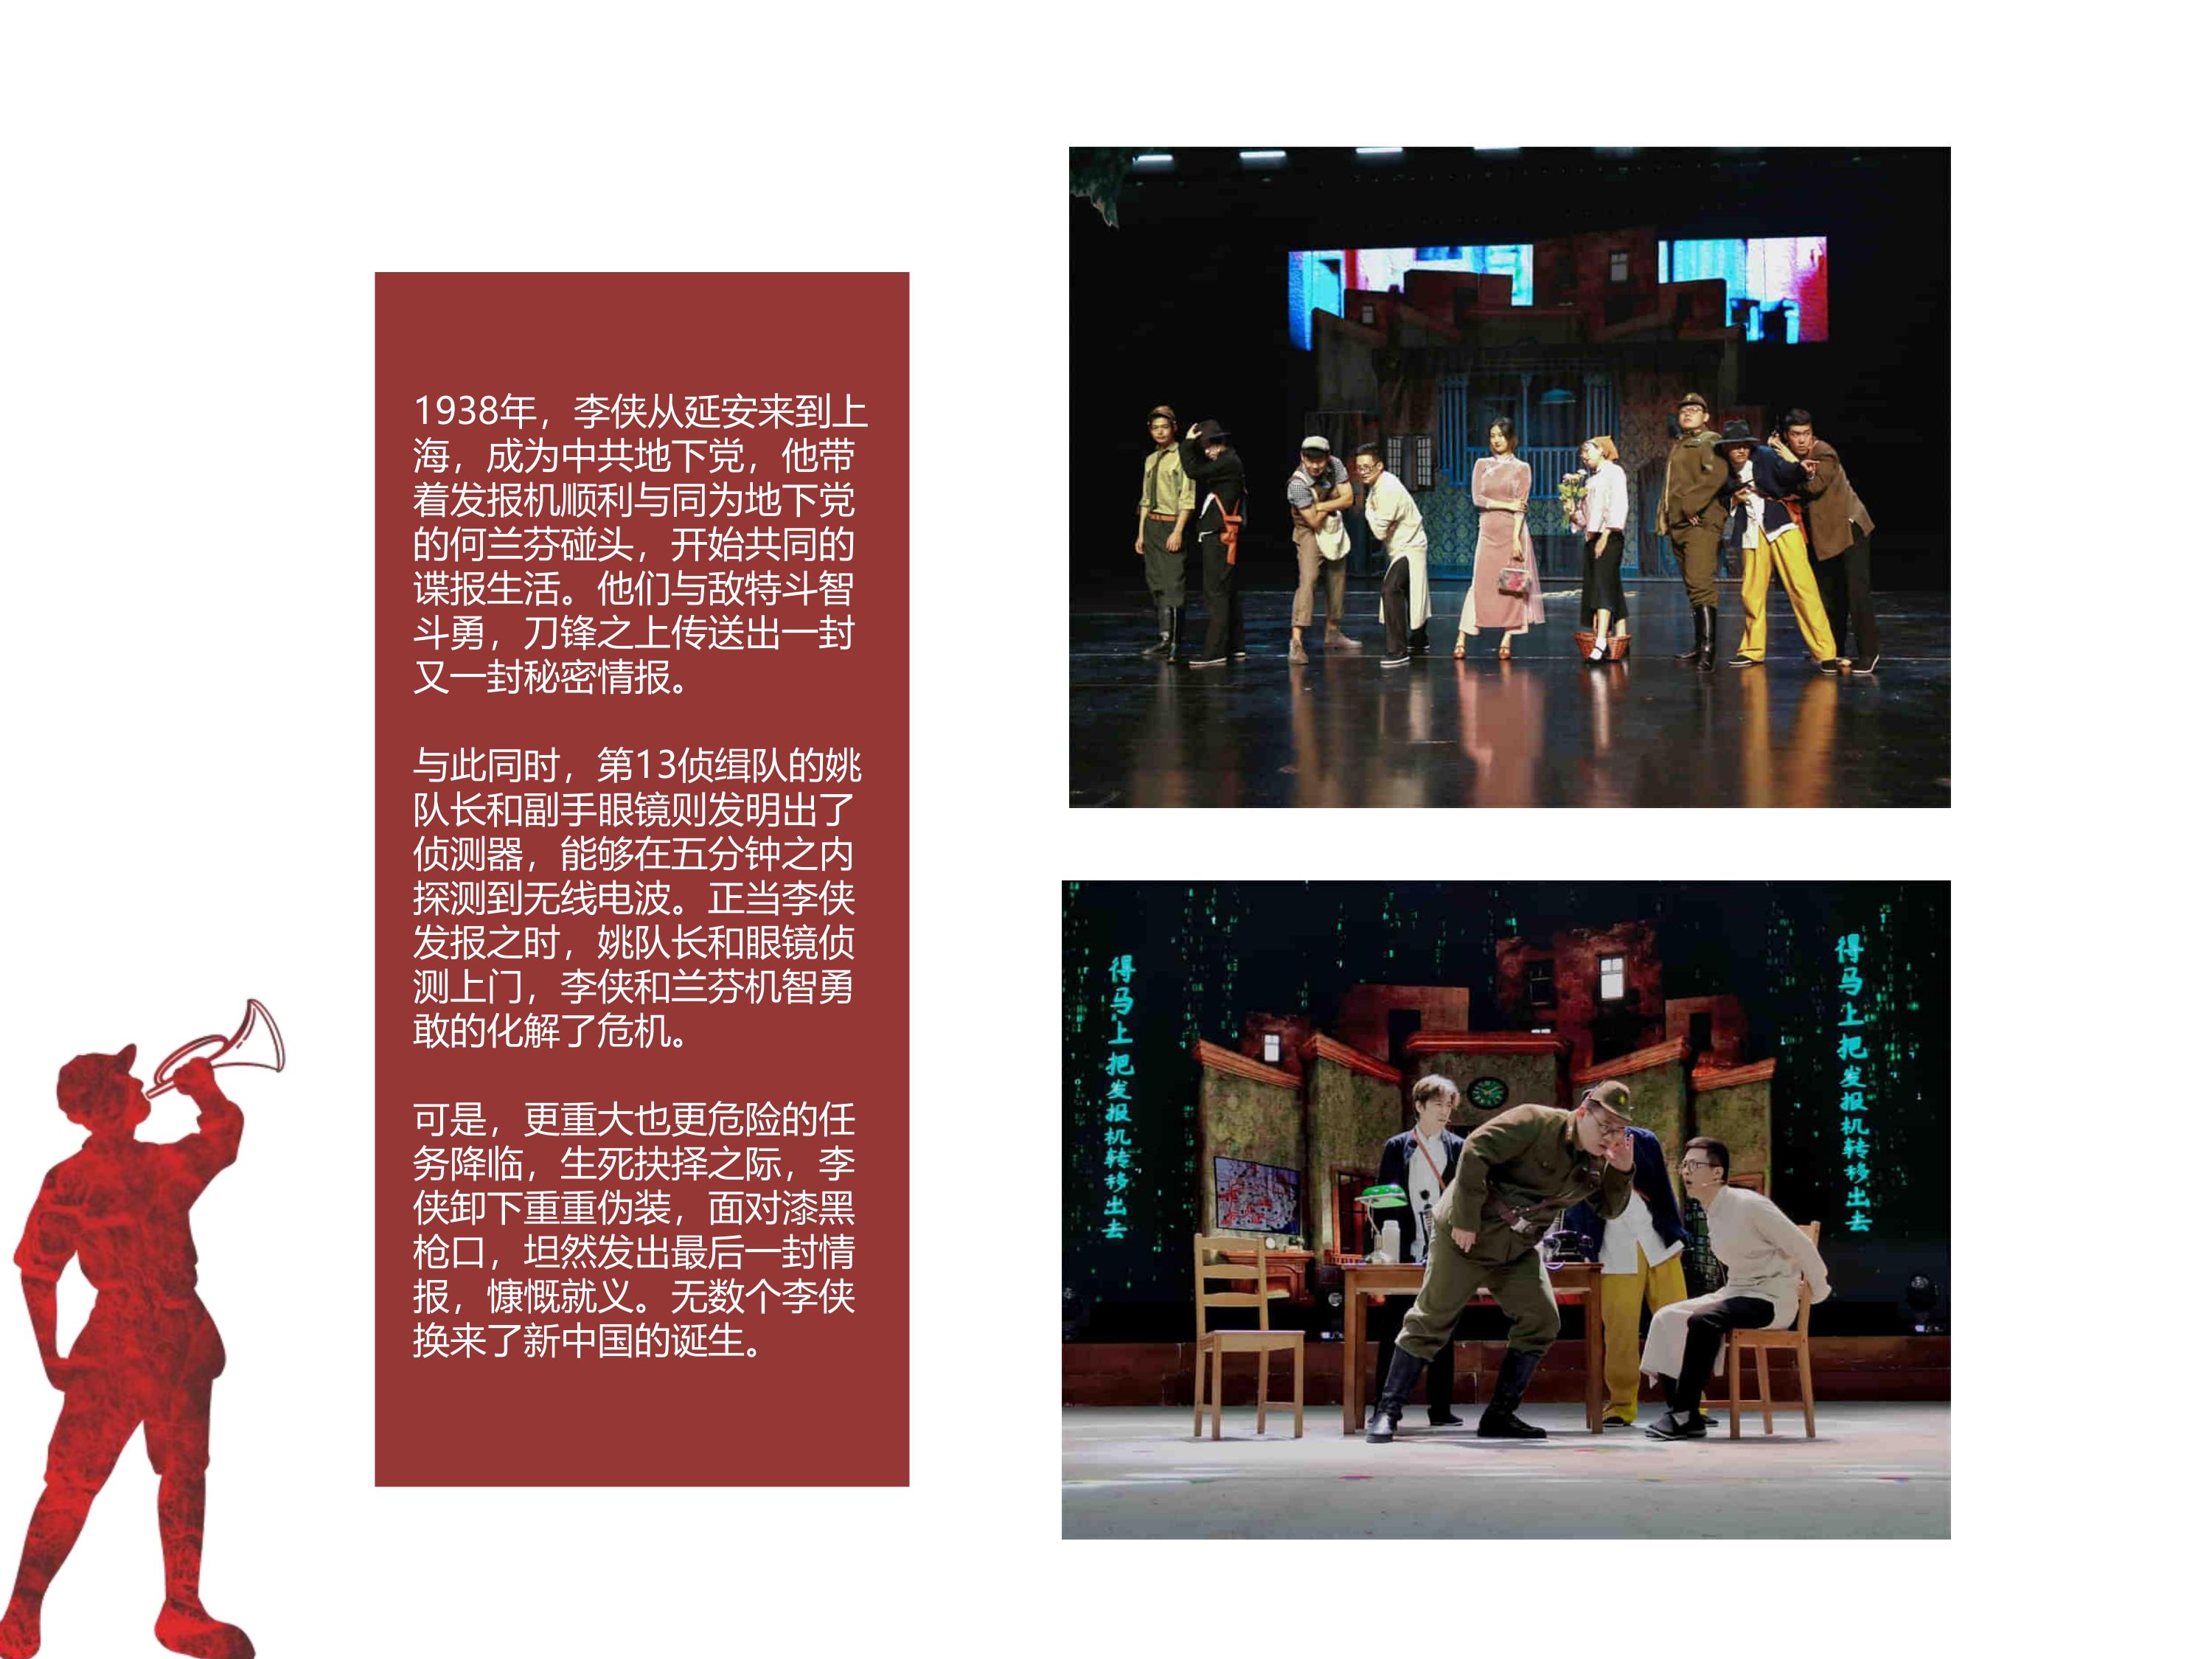 1938年，李侠从延安来到上
海，成为中共地下党，他带
着发报机顺利与同为地下党
的何兰芬碰头，开始共同的
谍报生活。他们与敌特斗智
斗勇，刀锋之上传送出一封
又一封秘密情报。
与此同时，第13侦缉队的姚
队长和副手眼镜则发明出了
侦测器，能够在五分钟之内
探测到无线电波。正当李侠
发报之时，姚队长和眼镜侦
测上门，李侠和兰芬机智勇
敢的化解了危机。
可是，更重大也更危险的任
务降临，生死抉择之际，李
侠卸下重重伪装，面对漆黑
枪口，坦然发出最后一封情
报，慷慨就义。无数个李侠
换来了新中国的诞生。
得马上把发报机转移出去
得马上把发报机转移出去